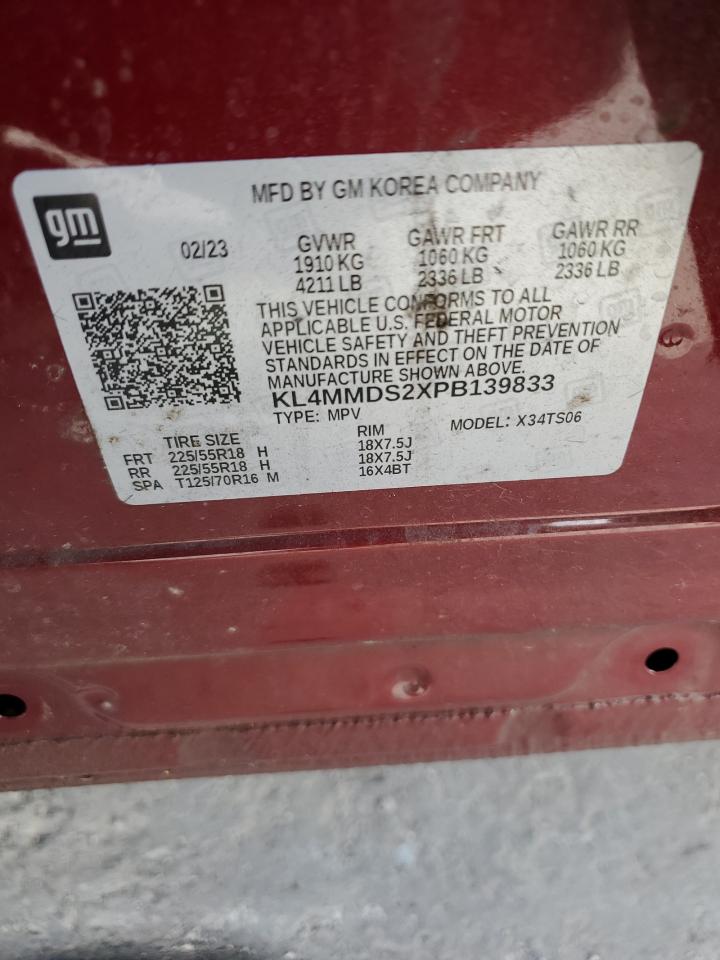 gm
MFD BY GM KOREA COMPANY
02/23
GVWR GAWR FRT GAWR RR
1910 KG 1060 KG 1060 KG
4211 LB 2336 LB 2336 LB
THIS VEHICLE CONFORMS TO ALL
APPLICABLE U.S. FEDERAL MOTOR
VEHICLE SAFETY AND THEFT PREVENTION
STANDARDS IN EFFECT ON THE DATE OF
MANUFACTURE SHOWN ABOVE.
KL4MMDS2XPB139833
TYPE: MPV MODEL: X34TS06
TIRE SIZE RIM
FRT 225/55R18 H 18X7.5J
RR 225/55R18 H 18X7.5J
SPA T125/70R16 M 16X4BT